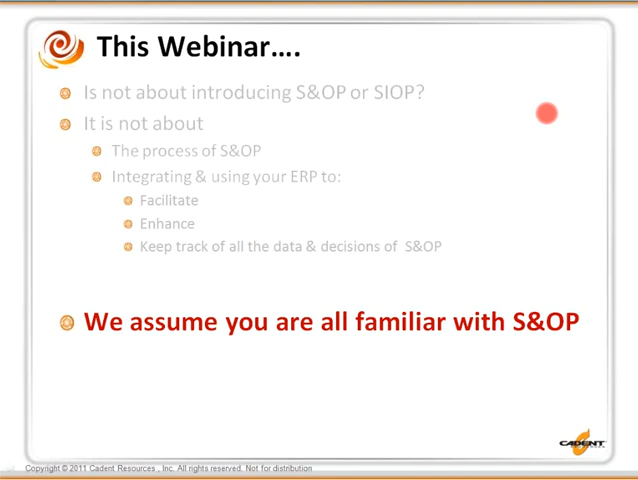 This Webinar….
Is not about introducing S&OP or SIOP?
It is not about
The process of S&OP
Integrating & using your ERP to:
Facilitate
Enhance
Keep track of all the data & decisions of S&OP
We assume you are all familiar with S&OP
CADENT
Copyright © 2011 Cadent Resources , Inc. All rights reserved. Not for distribution